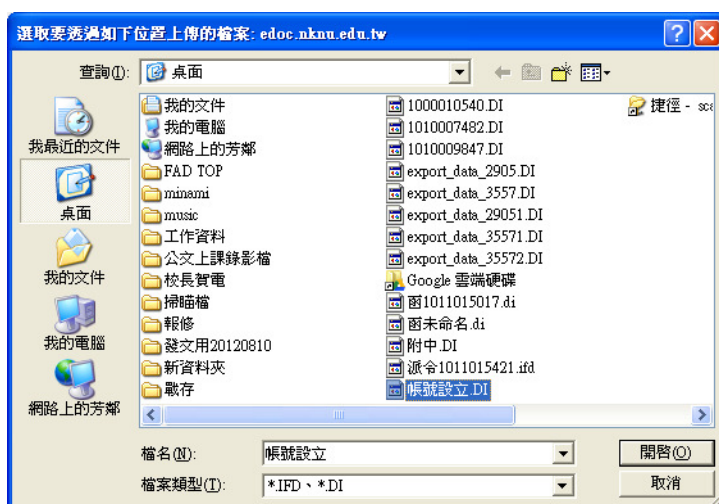 選取要透過如下位置上傳的檔案: edoc.nknu.edu.tw
查詢(I):
桌面
我最近的文件
桌面
我的文件
我的電腦
網路上的芳鄰
我的文件
我的電腦
網路上的芳鄰
FAD TOP
minami
music
工作資料
公文上課錄影檔
校長賀電
掃瞄檔
報修
發文用20120810
新資料夾
戰存
1000010540.DI
1010007482.DI
1010009847.DI
export_data_2905.DI
export_data_3557.DI
export_data_29051.DI
export_data_35571.DI
export_data_35572.DI
Google 雲端硬碟
函1011015017.di
函未命名.di
附中.DI
派令1011015421.ifd
帳號設立.DI
捷徑 - sca
檔名(N):
帳號設立
開啓(O)
檔案類型(T):
*.IFD、*.DI
取消